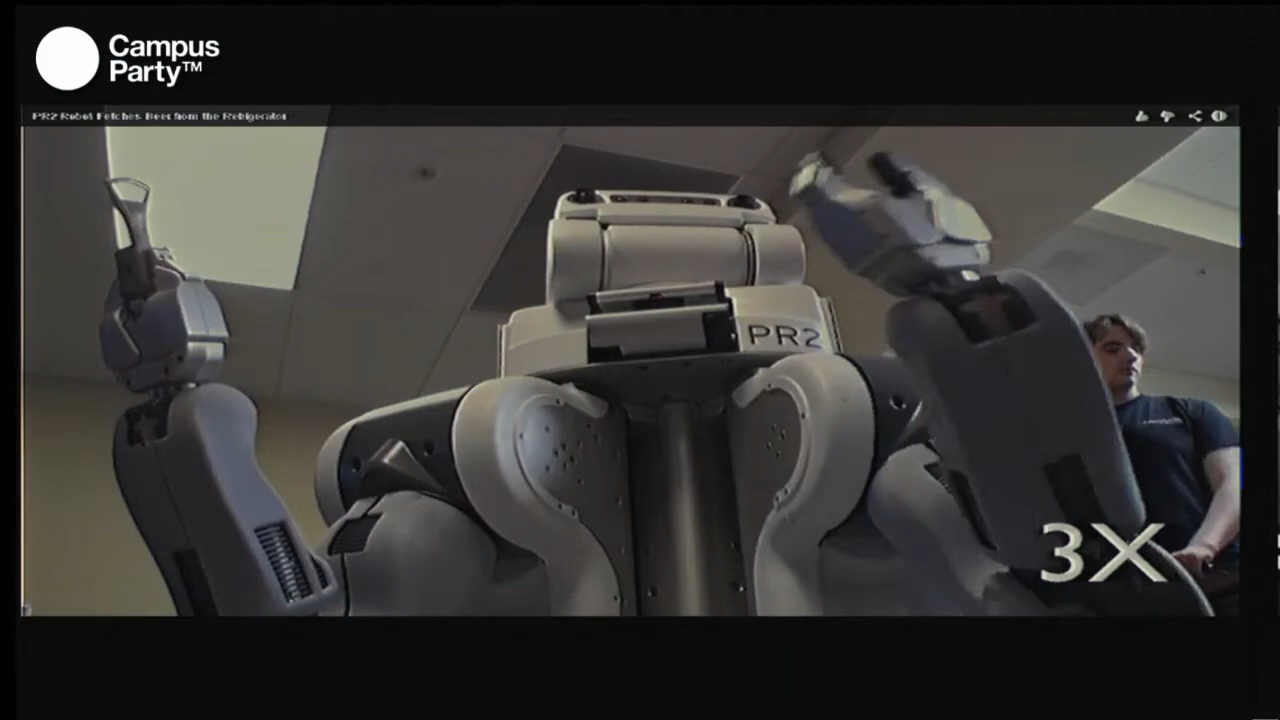 Campus
Party™
PR2 Robot Fetches Beer from the Refrigerator
PR2
3X